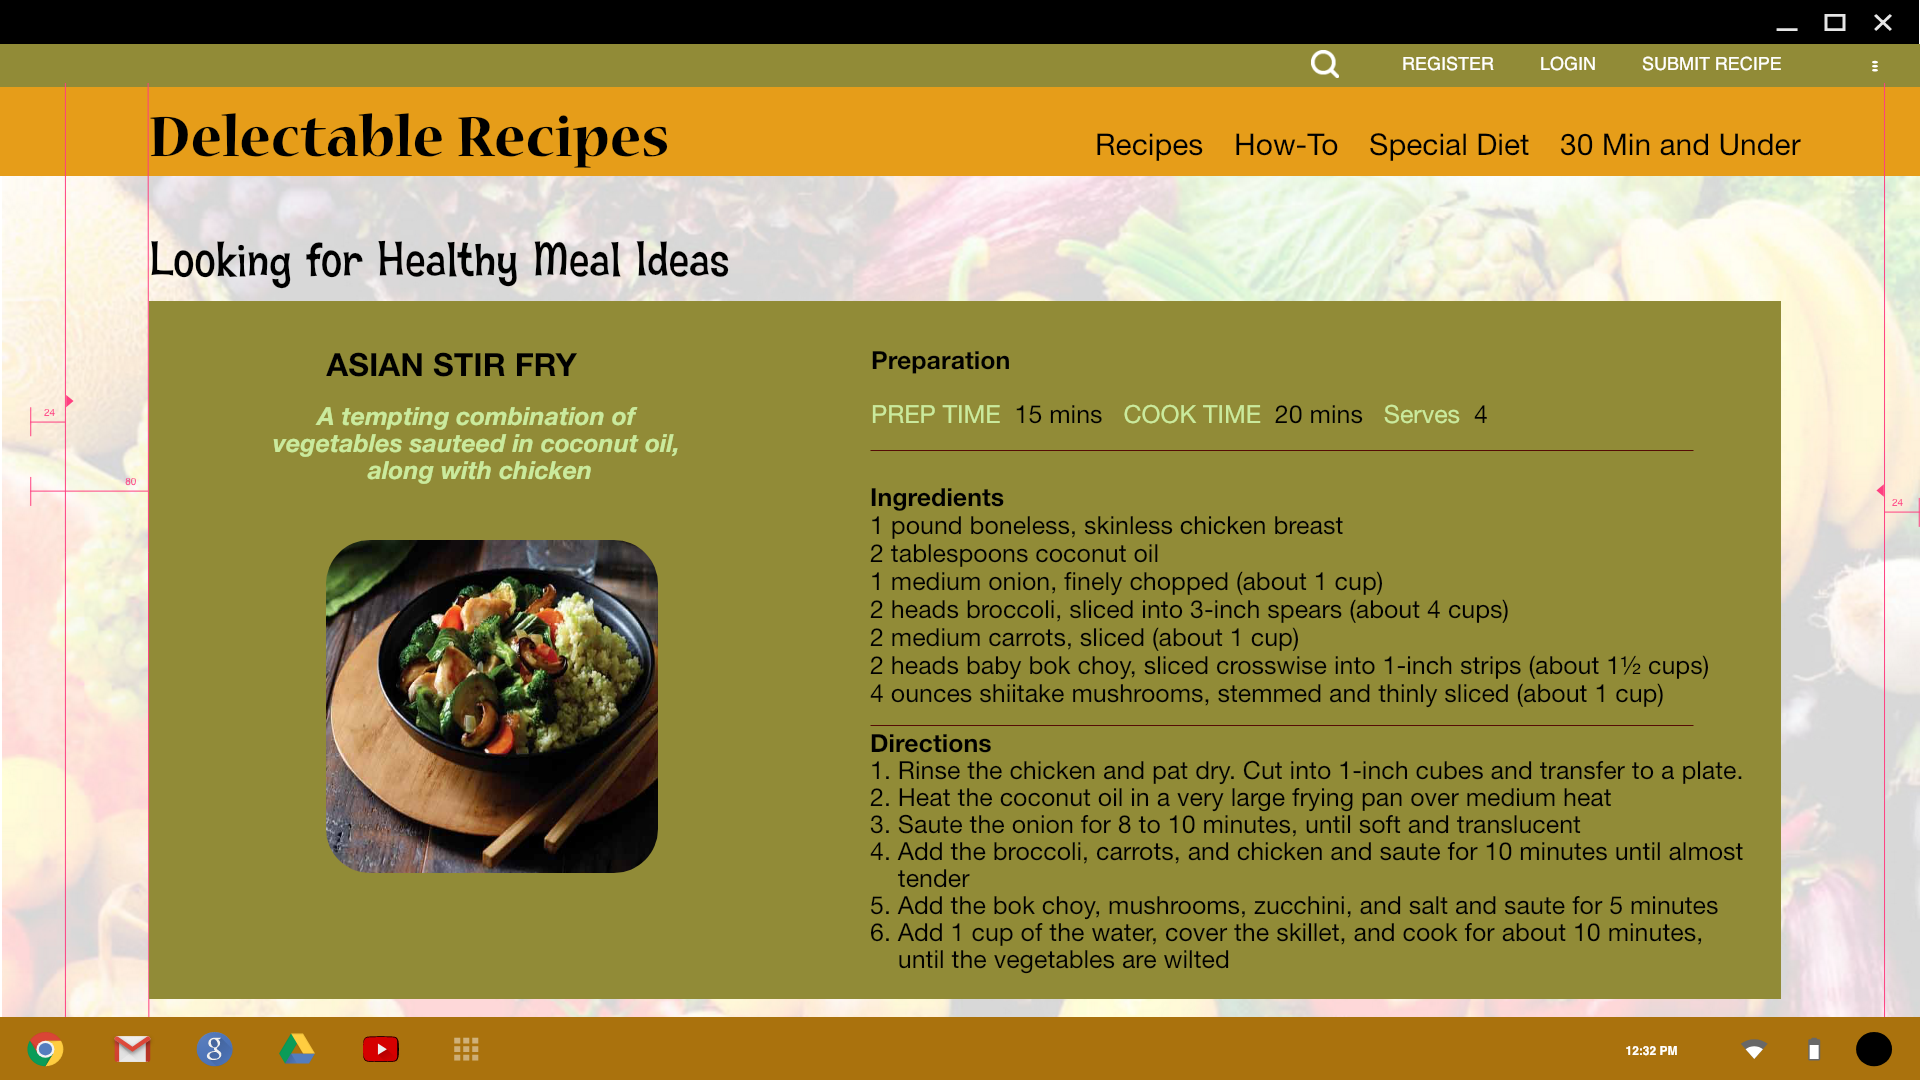 REGISTER LOGIN SUBMIT RECIPE
Delectable Recipes
Recipes How-To Special Diet 30 Min and Under
Looking for Healthy Meal Ideas
ASIAN STIR FRY
A tempting combination of
vegetables sauteed in coconut oil,
along with chicken
24
80
Preparation
PREP TIME 15 mins COOK TIME 20 mins Serves 4
Ingredients
1 pound boneless, skinless chicken breast
2 tablespoons coconut oil
1 medium onion, finely chopped (about 1 cup)
2 heads broccoli, sliced into 3-inch spears (about 4 cups)
2 medium carrots, sliced (about 1 cup)
2 heads baby bok choy, sliced crosswise into 1-inch strips (about 1½ cups)
4 ounces shiitake mushrooms, stemmed and thinly sliced (about 1 cup)
Directions
1. Rinse the chicken and pat dry. Cut into 1-inch cubes and transfer to a plate.
2. Heat the coconut oil in a very large frying pan over medium heat
3. Saute the onion for 8 to 10 minutes, until soft and translucent
4. Add the broccoli, carrots, and chicken and saute for 10 minutes until almost
tender
5. Add the bok choy, mushrooms, zucchini, and salt and saute for 5 minutes
6. Add 1 cup of the water, cover the skillet, and cook for about 10 minutes,
until the vegetables are wilted
24
g
12:32 PM